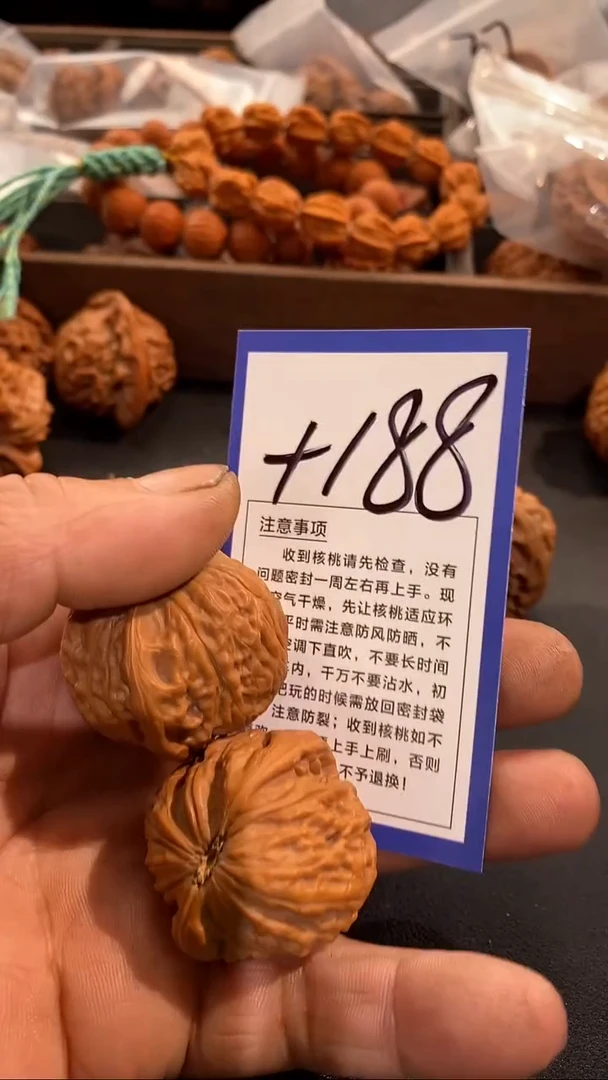 +188
注意事项
收到核桃请先检查，没有
问题密封一周左右再上手。现
空气干燥，先让核桃适应环
平时需注意防风防晒，不
空调下直吹，不要长时间
内，千万不要沾水，初
把玩的时候需放回密封袋
注意防裂；收到核桃如不
上手上刷，否则
不予退换！